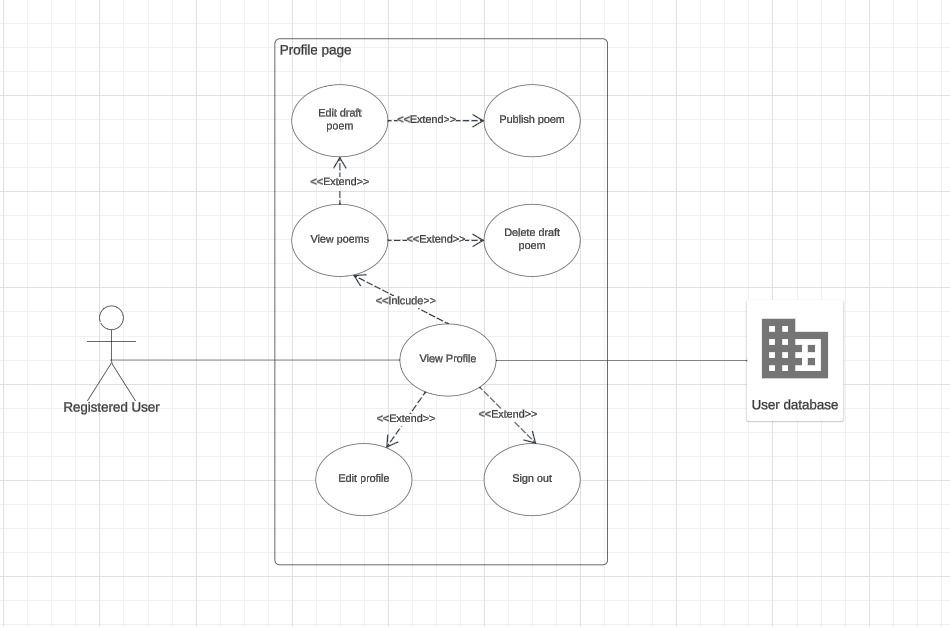 Profile page
Edit draft
poem
<<Extend>>
Publish poem
<<Extend>>
View poems
<<Extend>>
Delete draft
poem
<<Inlcude>>
View Profile
Registered User
User database
<<Extend>>
<<Extend>>
Edit profile
Sign out